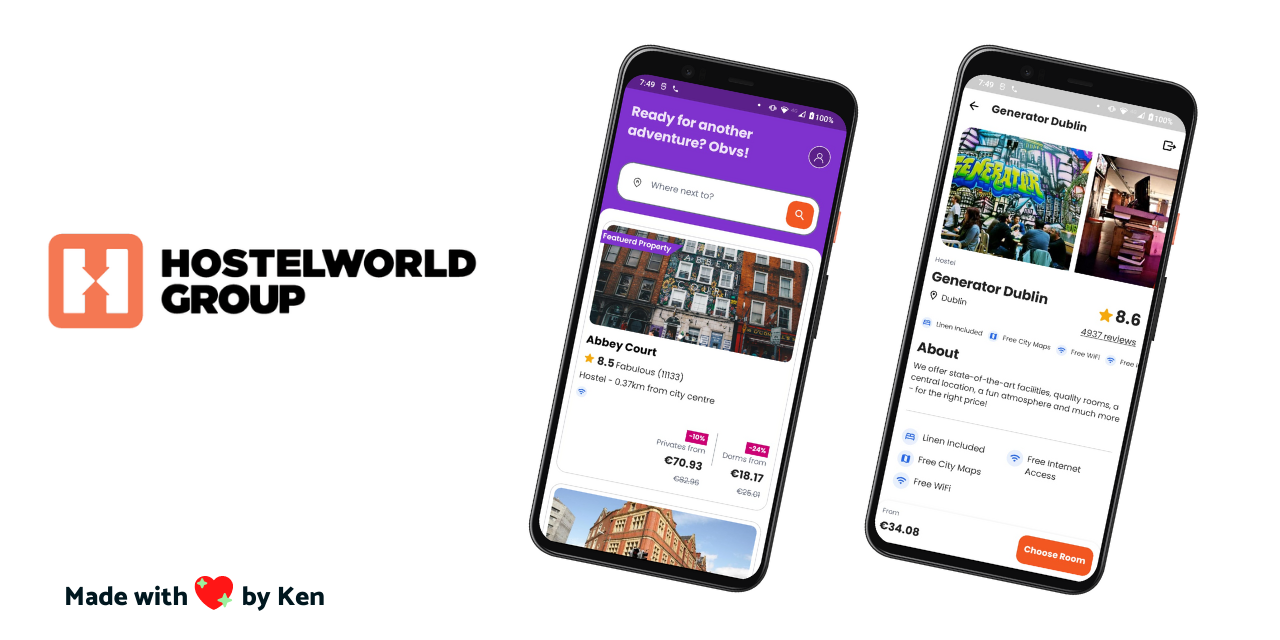 HOSTELWORLD
GROUP
Made with
by Ken
7:49
100%
Ready for another
adventure? Obvs!
Where next to?
Featuerd Property
ABBEY
COURT
Abbey Court
8.5 Fabulous (11133)
Hostel - 0.37km from city centre
-10%
Privates from
€70.93
€82.96
-24%
Dorms from
€18.17
€26.01
7:49
100%
Generator Dublin
GENERATOR
Hostel
Generator Dublin
Dublin
8.6
4937 reviews
Linen Included
Free City Maps
Free WiFi
Free
About
We offer state-of-the-art facilities, quality rooms, a
central location, a fun atmosphere and much more
- for the right price!
Linen Included
Free City Maps
Free WiFi
Free Internet
Access
From
€34.08
Choose Room